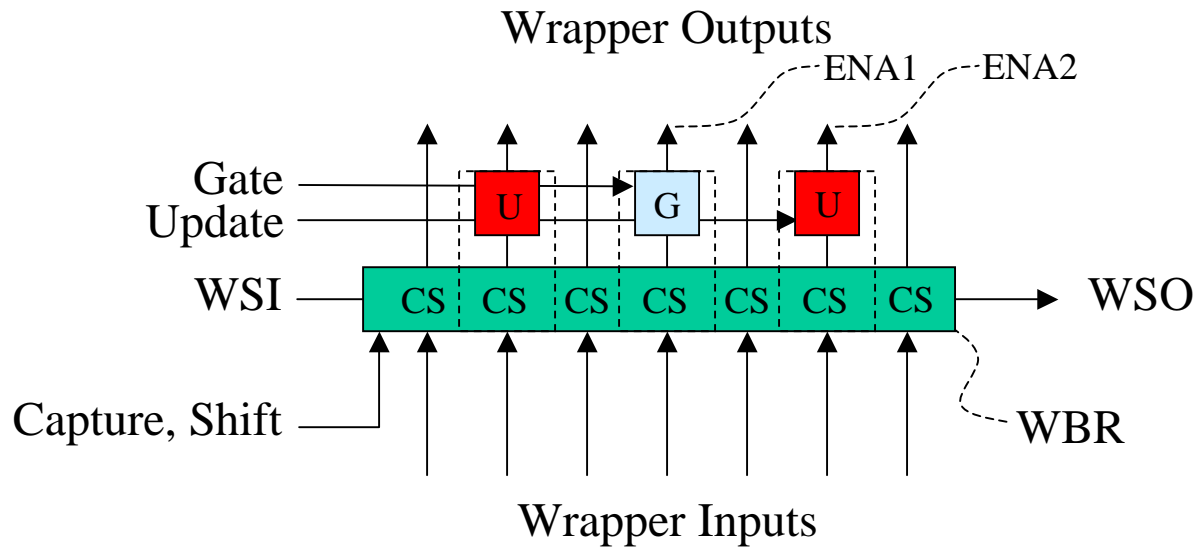 Wrapper Outputs
ENA1
ENA2
Gate
U
G
U
Update
WSI
CS
CS
CS
CS
CS
CS
CS
WSO
Capture, Shift
WBR
Wrapper Inputs